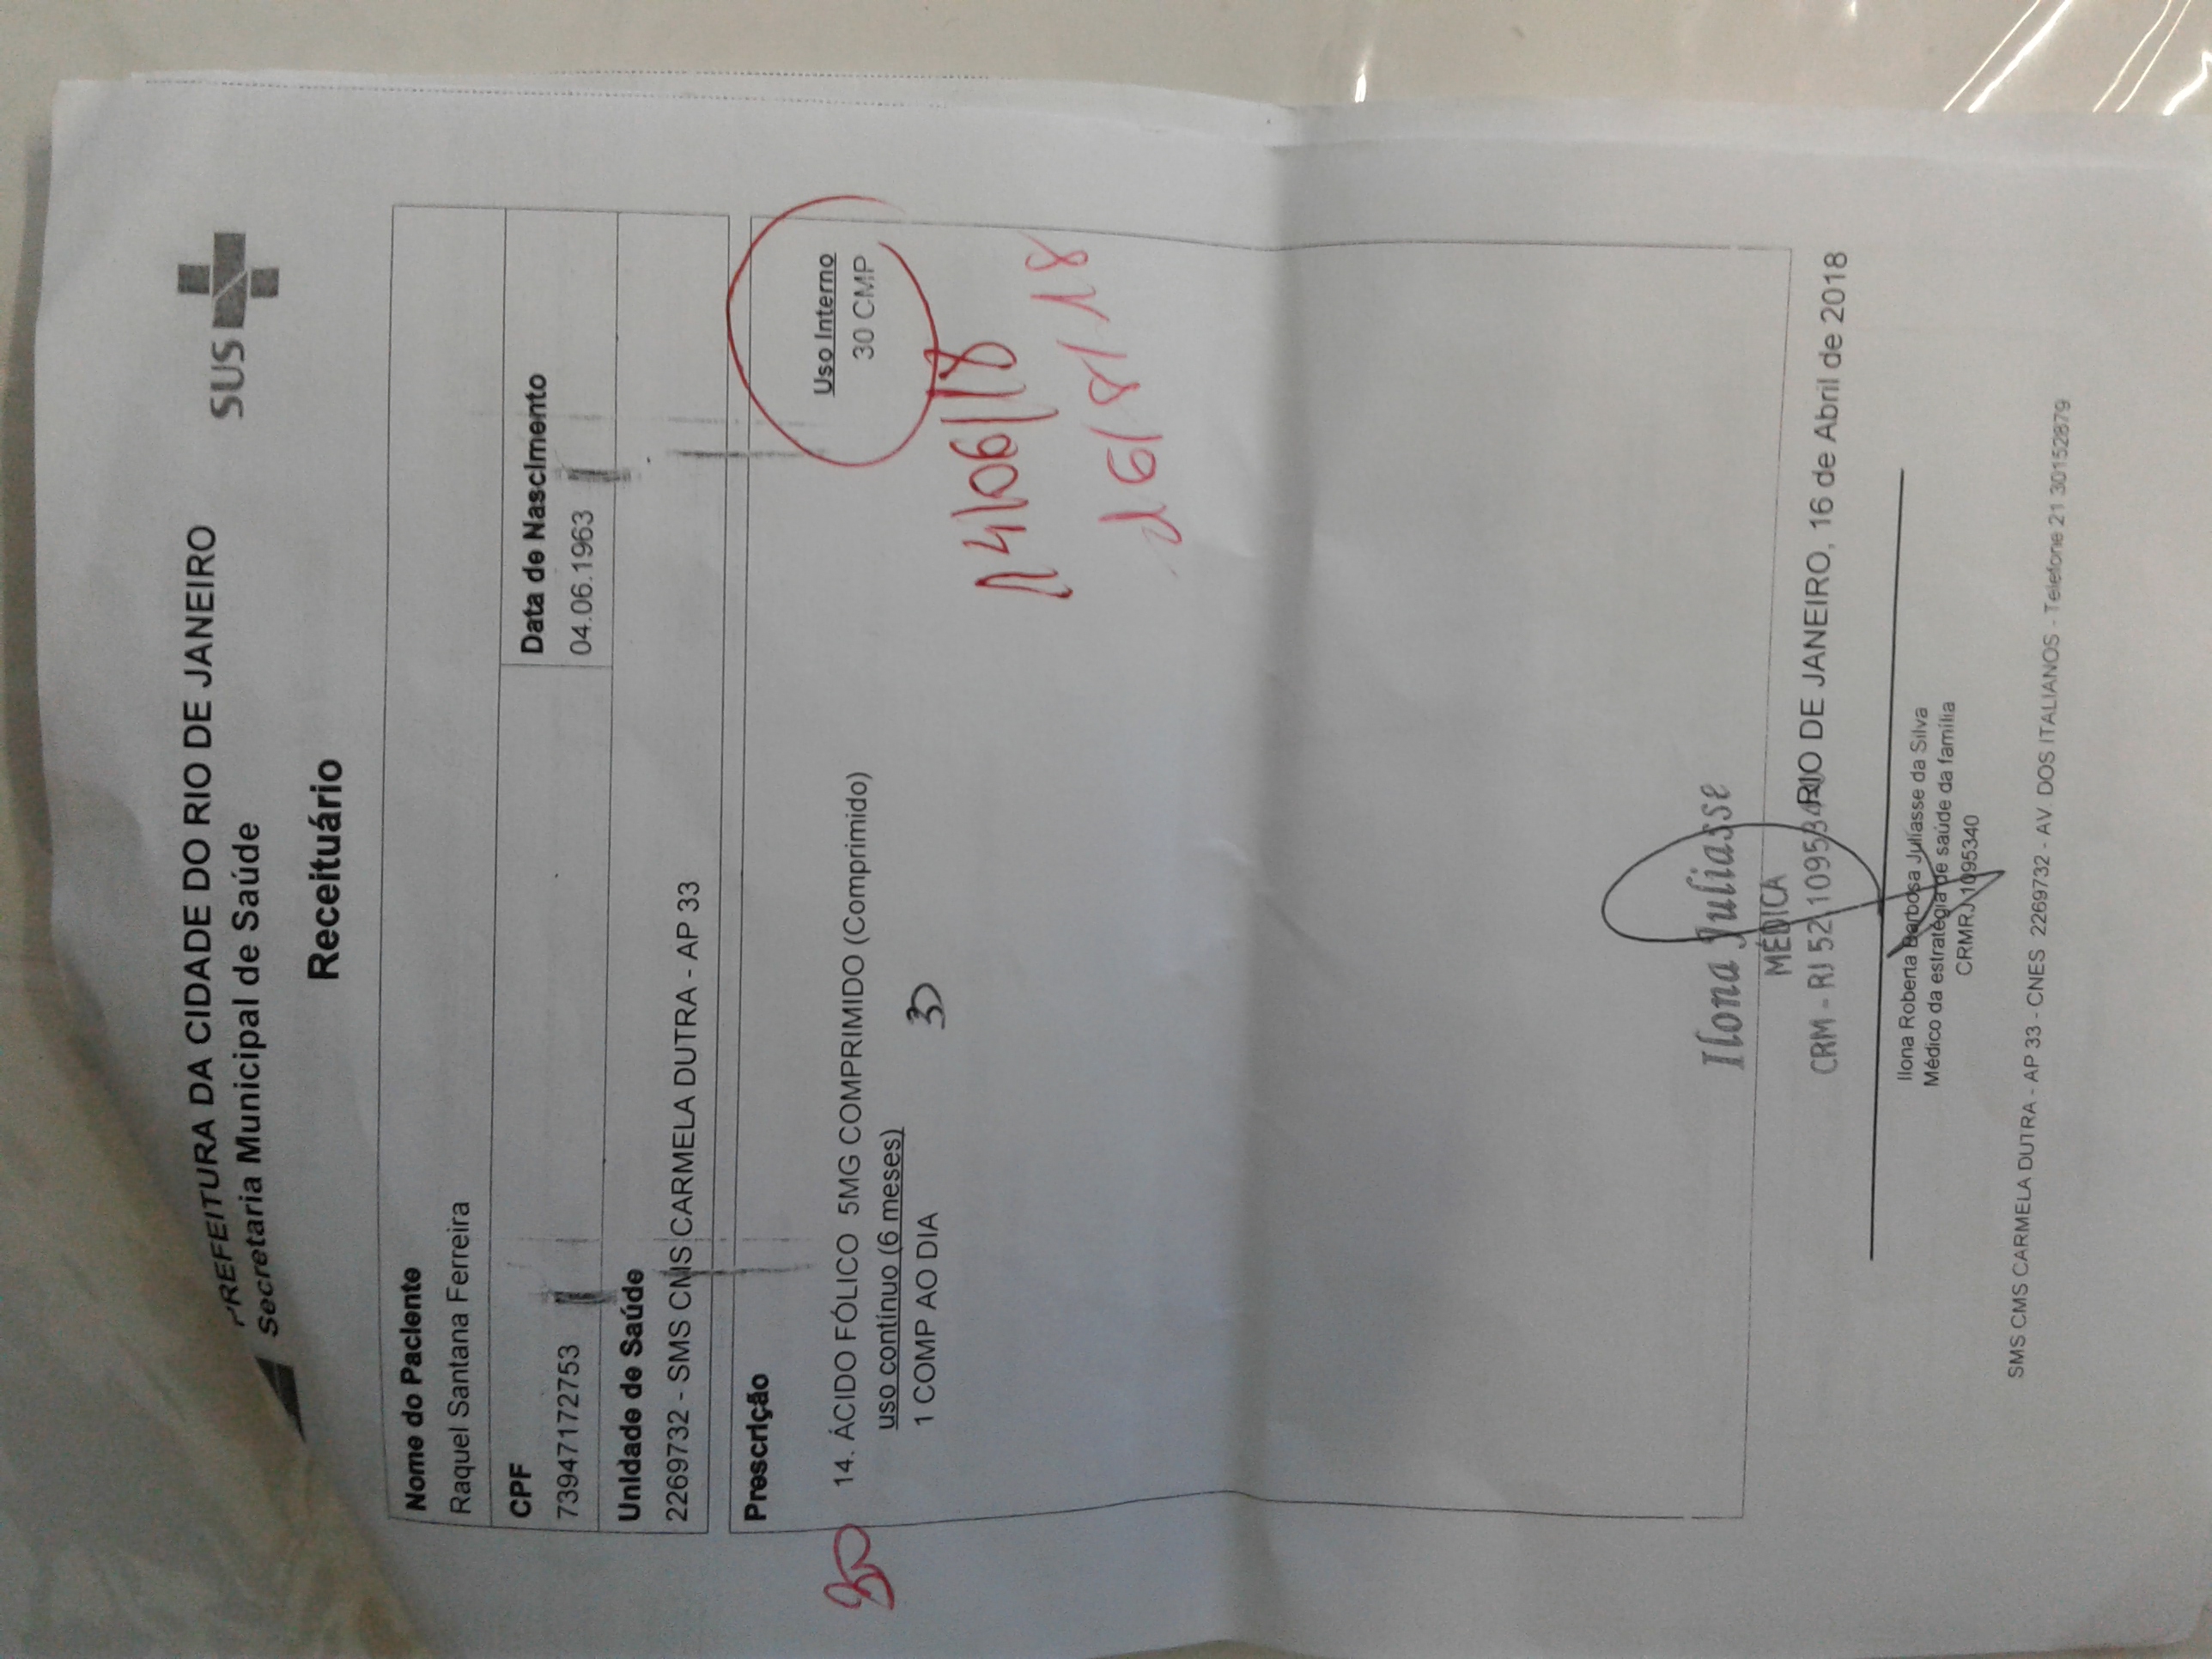 PREFEITURA DA CIDADE DO RIO DE JANEIRO
Secretaria Municipal de Saúde
SUS
Receituário
Nome do Paciente
Raquel Santana Ferreira
CPF
73947172753
Data de Nascimento
04.06.1963
Unidade de Saúde
2269732 - SMS CMS CARMELA DUTRA - AP 33
Prescrição
Uso Interno
30 CMP
30
14. ÁCIDO FÓLICO 5MG COMPRIMIDO (Comprimido)
uso contínuo (6 meses)
1 COMP AO DIA
30
14/06/18
16/8/18
Ilona Juliasse
MÉDICA
CRM - RJ 52.109534-0
RIO DE JANEIRO, 16 de Abril de 2018
Ilona Roberta Barbosa Juliasse da Silva
Médico da estratégia de saúde da família
CRMRJ 1095340
SMS CMS CARMELA DUTRA - AP 33 - CNES 2269732 - AV. DOS ITALIANOS - Telefone 21 30152879